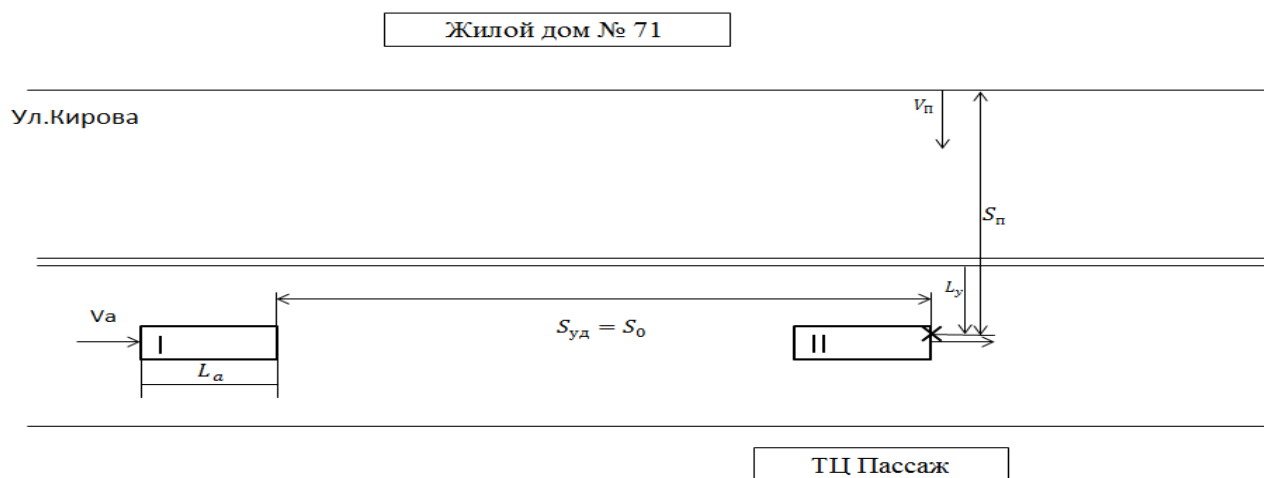 Жилой дом № 71
Ул.Кирова
Vп
Sп
Lу
Va
Sуд = S0
I
II
La
ТЦ Пассаж